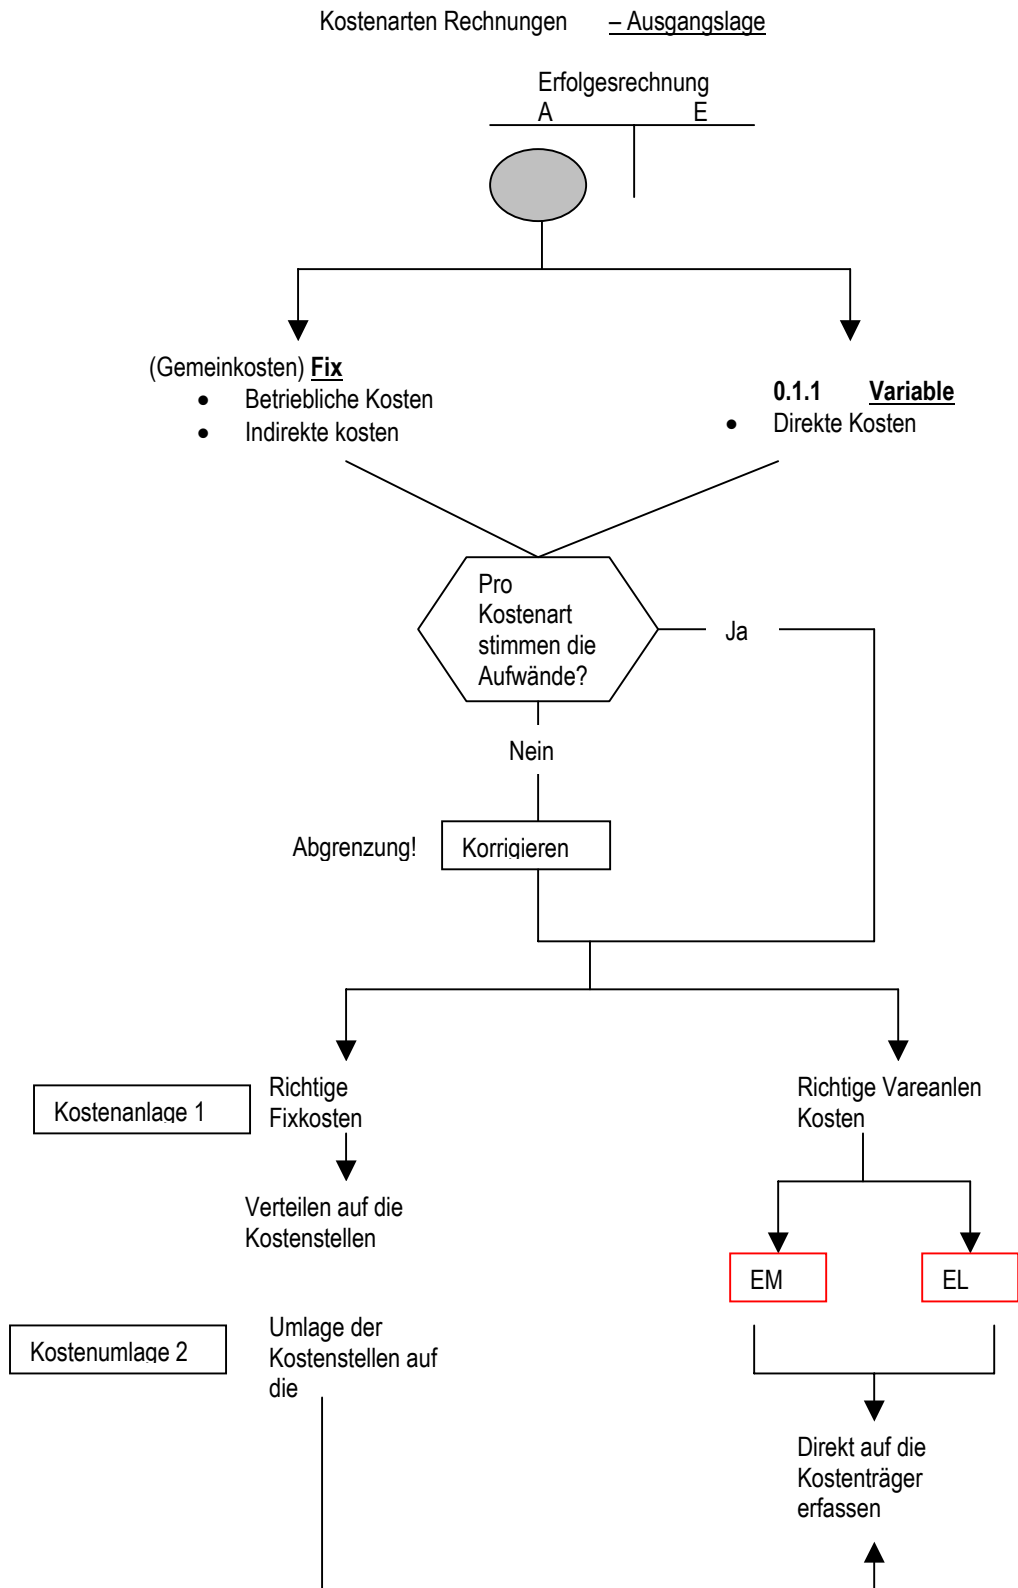 Kostenarten Rechnungen – Ausgangslage
Erfolgesrechnung
A E
(Gemeinkosten) Fix
• Betriebliche Kosten
• Indirekte kosten
0.1.1 Variable
• Direkte Kosten
Pro
Kostenart
stimmen die
Aufwände?
Ja
Nein
Abgrenzung!
Korrigieren
Kostenanlage 1
Richtige
Fixkosten
Richtige Vareanlen
Kosten
Verteilen auf die
Kostenstellen
EM
EL
Kostenumlage 2
Umlage der
Kostenstellen auf
die
Direkt auf die
Kostenträger
erfassen